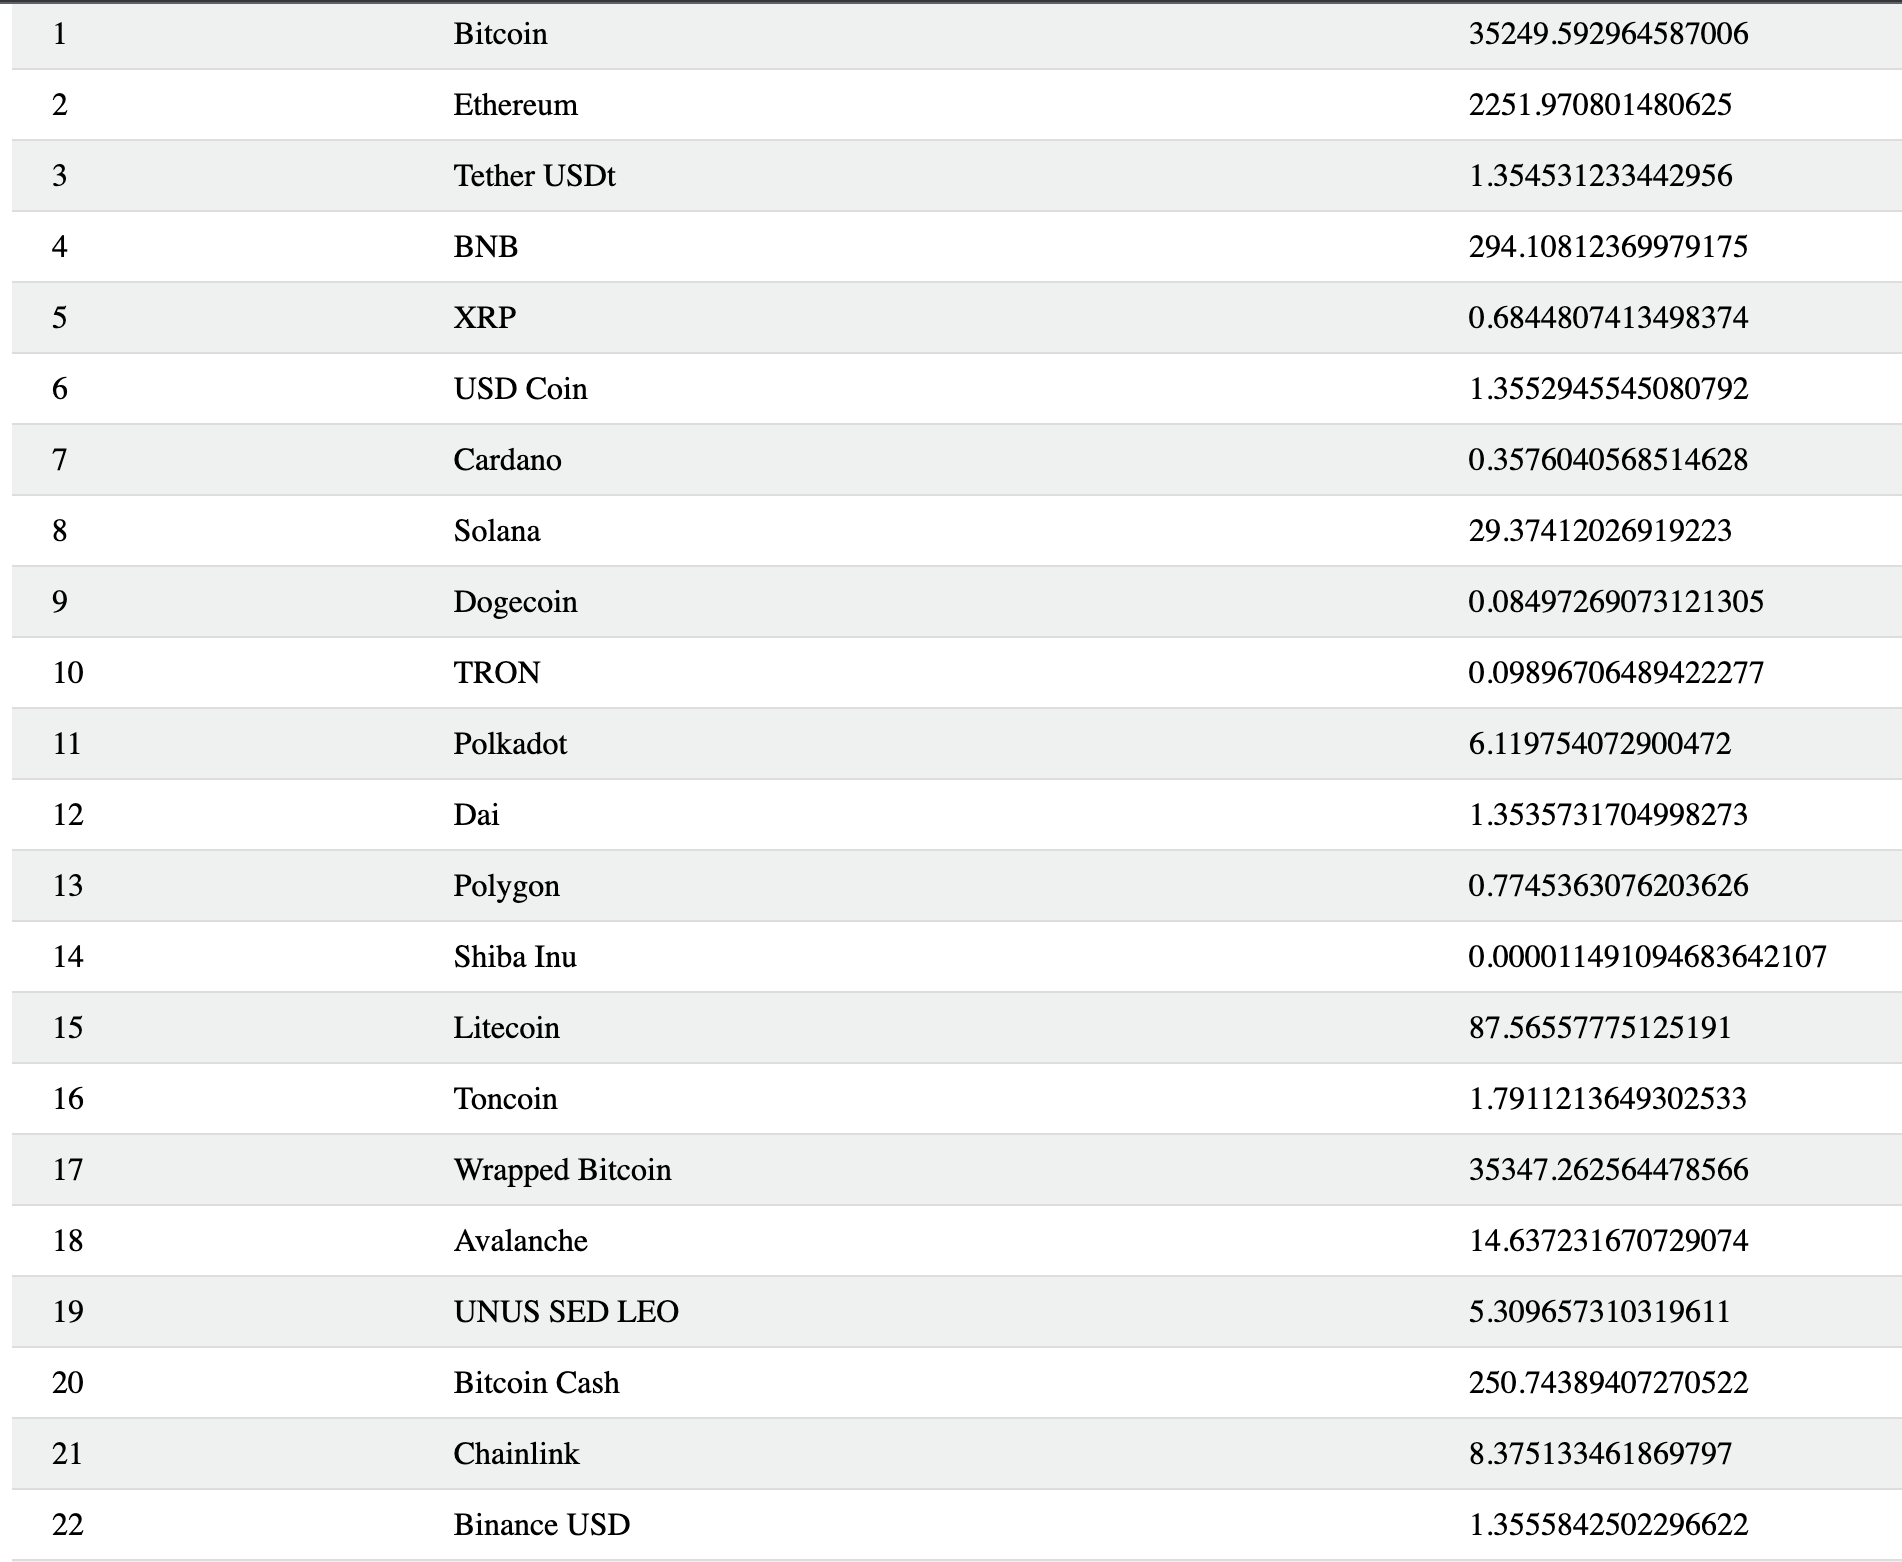 1 Bitcoin 35249.592964587006
2 Ethereum 2251.970801480625
3 Tether USDt 1.354531233442956
4 BNB 294.10812369979175
5 XRP 0.6844807413498374
6 USD Coin 1.3552945545080792
7 Cardano 0.3576040568514628
8 Solana 29.37412026919223
9 Dogecoin 0.08497269073121305
10 TRON 0.09896706489422277
11 Polkadot 6.119754072900472
12 Dai 1.3535731704998273
13 Polygon 0.7745363076203626
14 Shiba Inu 0.000011491094683642107
15 Litecoin 87.56557775125191
16 Toncoin 1.7911213649302533
17 Wrapped Bitcoin 35347.262564478566
18 Avalanche 14.637231670729074
19 UNUS SED LEO 5.309657310319611
20 Bitcoin Cash 250.74389407270522
21 Chainlink 8.375133461869797
22 Binance USD 1.3555842502296622